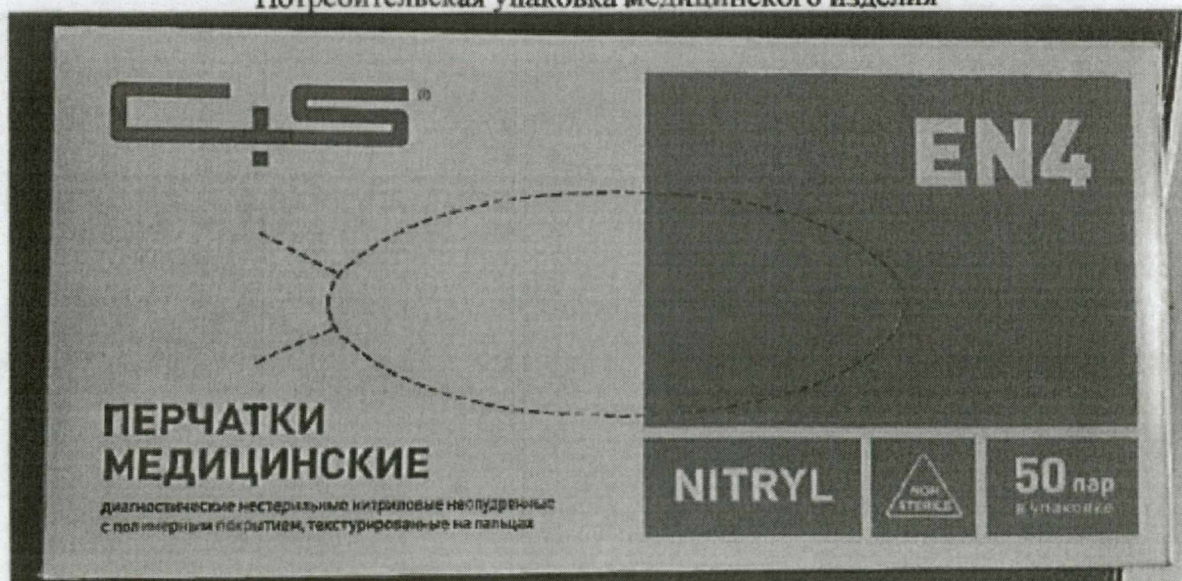 Потребительская упаковка медицинского изделия
C+S®
EN4
ПЕРЧАТКИ
МЕДИЦИНСКИЕ
диагностические нестерильные нитриловые неопудренные
с полимерным покрытием, текстурированные на пальцах
NITRYL
NON
STERILE
50 пар
в упаковке